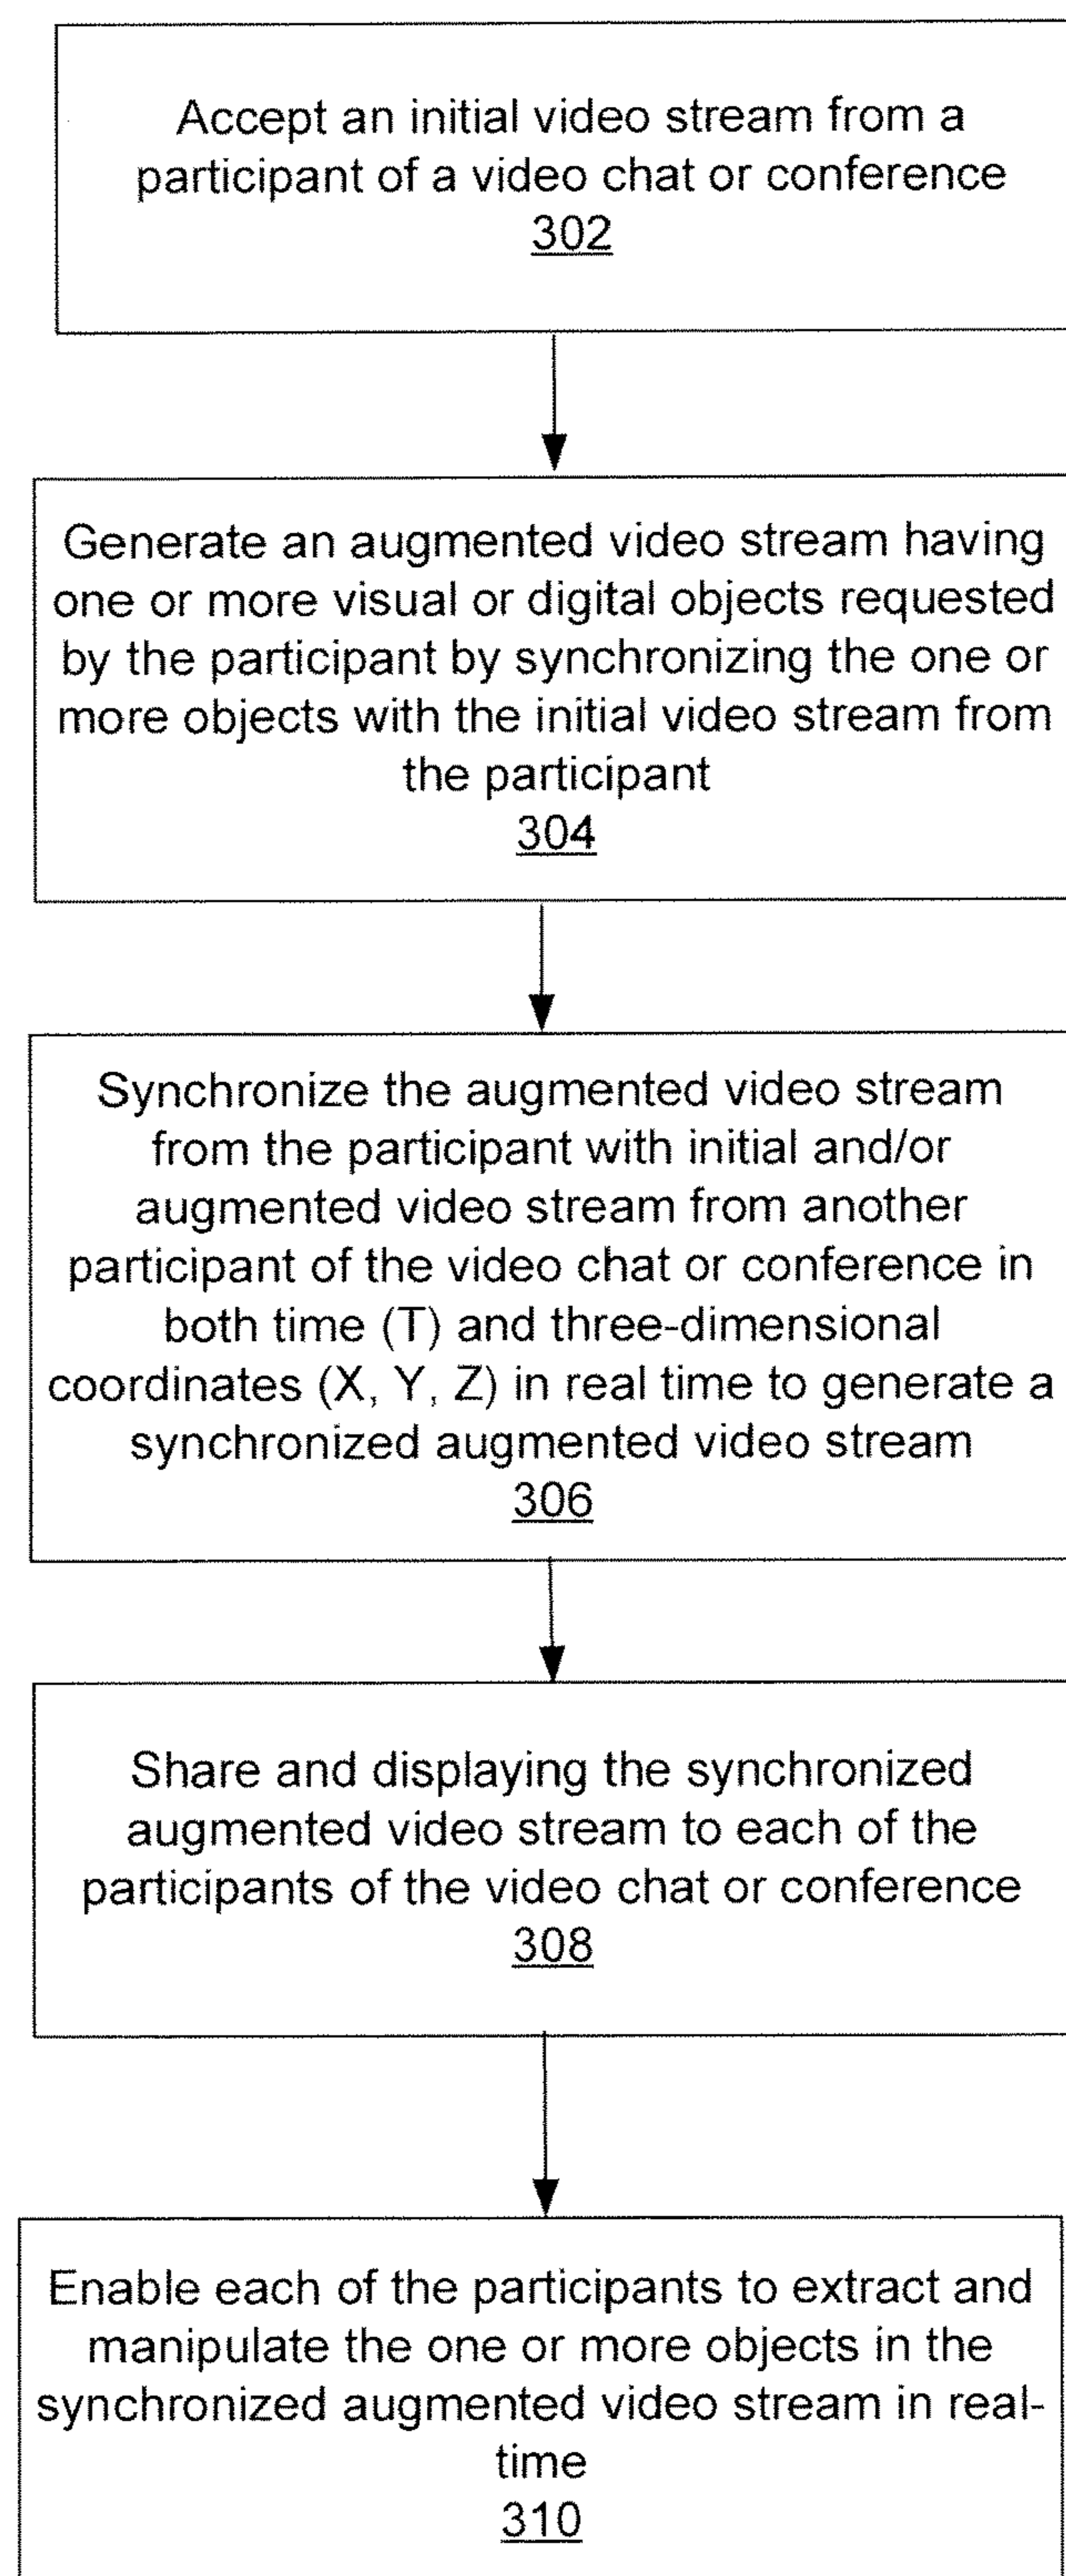 Accept an initial video stream from a
participant of a video chat or conference
302
Generate an augmented video stream having
one or more visual or digital objects requested
by the participant by synchronizing the one or
more objects with the initial video stream from
the participant
304
Synchronize the augmented video stream
from the participant with initial and/or
augmented video stream from another
participant of the video chat or conference in
both time (T) and three-dimensional
coordinates (X, Y, Z) in real time to generate a
synchronized augmented video stream
306
Share and displaying the synchronized
augmented video stream to each of the
participants of the video chat or conference
308
Enable each of the participants to extract and
manipulate the one or more objects in the
synchronized augmented video stream in real-
time
310